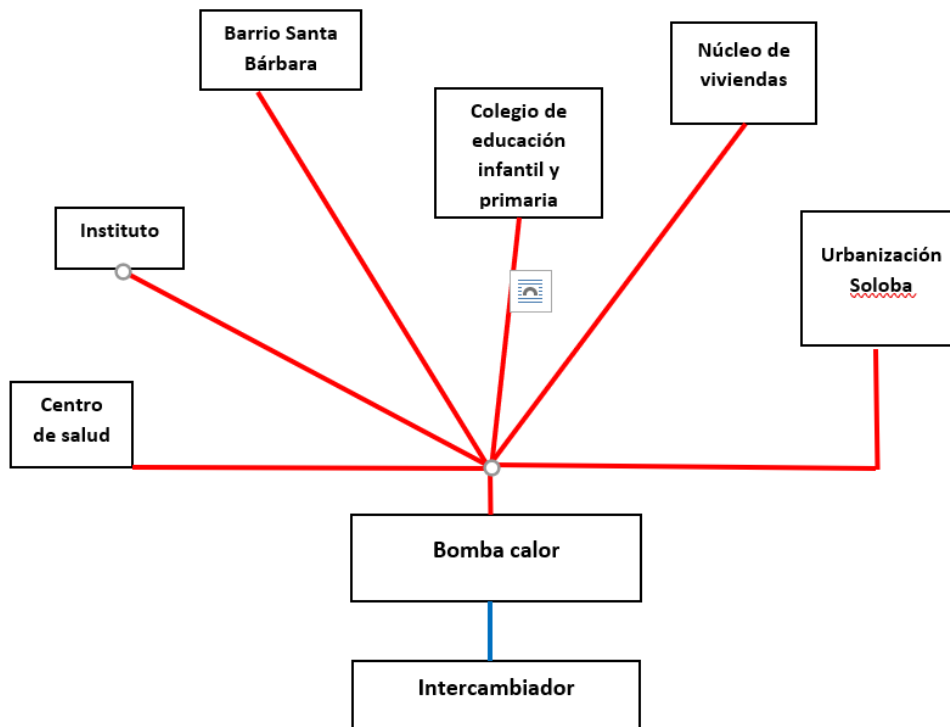 Barrio Santa
Bárbara
Núcleo de
viviendas
Colegio de
educación
infantil y
primaria
Instituto
Urbanización
Soloba
Centro
de salud
Bomba calor
Intercambiador